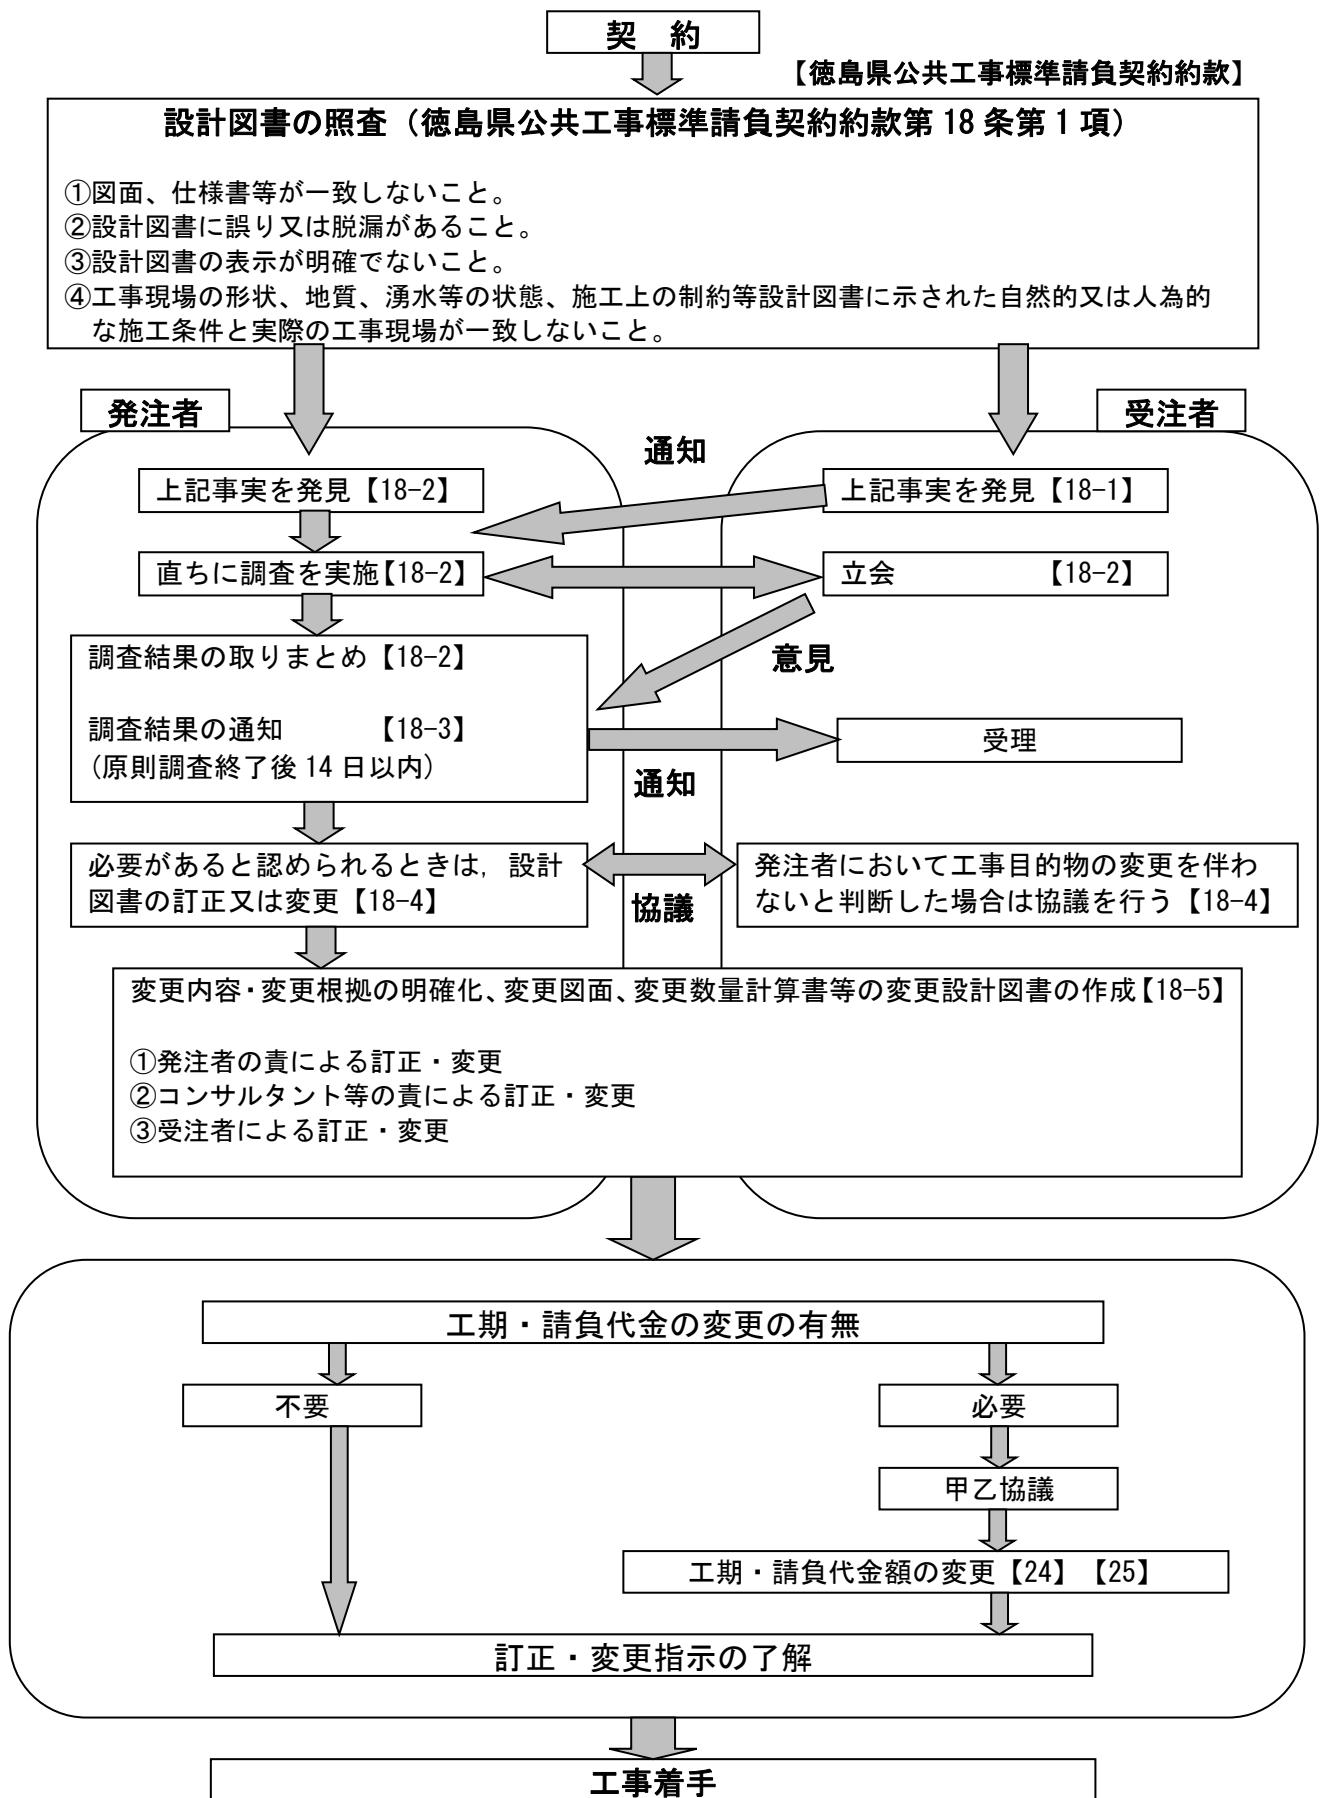 契　約
【徳島県公共工事標準請負契約約款】
設計図書の照査（徳島県公共工事標準請負契約約款第 18 条第 1 項）
①図面、仕様書等が一致しないこと。
②設計図書に誤り又は脱漏があること。
③設計図書の表示が明確でないこと。
④工事現場の形状、地質、湧水等の状態、施工上の制約等設計図書に示された自然的又は人為的
な施工条件と実際の工事現場が一致しないこと。
発注者
受注者
通知
上記事実を発見【18-2】
上記事実を発見【18-1】
直ちに調査を実施【18-2】
立会　　　　　　【18-2】
調査結果の取りまとめ【18-2】
意見
調査結果の通知　　　　【18-3】
（原則調査終了後 14 日以内）
受理
通知
必要があると認められるときは，設計
図書の訂正又は変更【18-4】
協議
発注者において工事目的物の変更を伴わ
ないと判断した場合は協議を行う【18-4】
変更内容・変更根拠の明確化、変更図面、変更数量計算書等の変更設計図書の作成【18-5】
①発注者の責による訂正・変更
②コンサルタント等の責による訂正・変更
③受注者による訂正・変更
工期・請負代金の変更の有無
不要
必要
甲乙協議
工期・請負代金額の変更【24】【25】
訂正・変更指示の了解
工事着手